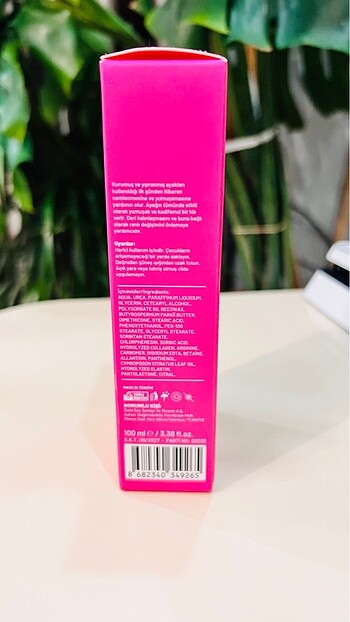 Kurumuş ve yıpranmış ayakları
kullanıldığı ilk günden itibaren
nemlenmesine ve yumuşamasına
yardımcı olur. Ayağın tümünde etkili
olarak yumuşak ve kadifemsi bir his
verir. Deri kalınlaşmasını ve buna bağlı
olarak renk değişimini önlemeye
yardımcıdır.
Uyarılar:
Harici kullanım içindir. Çocukların
erişemeyeceği bir yerde saklayın.
Doğrudan güneş ışığından uzak tutun.
Açık yara veya tahriş olmuş cilde
uygulamayın.
İçindekiler/Ingredients:
AQUA, UREA, PARAFFINUM LIQUIDUM,
GLYCERIN, CETEARYL ALCOHOL,
POLYSORBATE 60, BEESWAX,
BUTYROSPERMUM PARKII BUTTER,
DIMETHICONE, STEARIC ACID,
PHENOXYETHANOL, PEG-100
STEARATE, GLYCERYL STEARATE,
SORBITAN STEARATE,
CHLORPHENESIN, SORBIC ACID,
HYDROLYZED COLLAGEN, ARGININE,
CARBOMER, DISODIUM EDTA, BETAINE,
ALLANTOIN, PANTHENOL,
CYMBOPOGON CITRATUS LEAF OIL,
HYDROLYZED ELASTIN,
PANTOLACTONE, CITRAL.
MADE IN TÜRKİYE
SORUMLU KİŞİ:
100 ml e / 3.38 fl. oz.
S.K.T. :08/2027 - PARTİ NO:
8 682340 349265